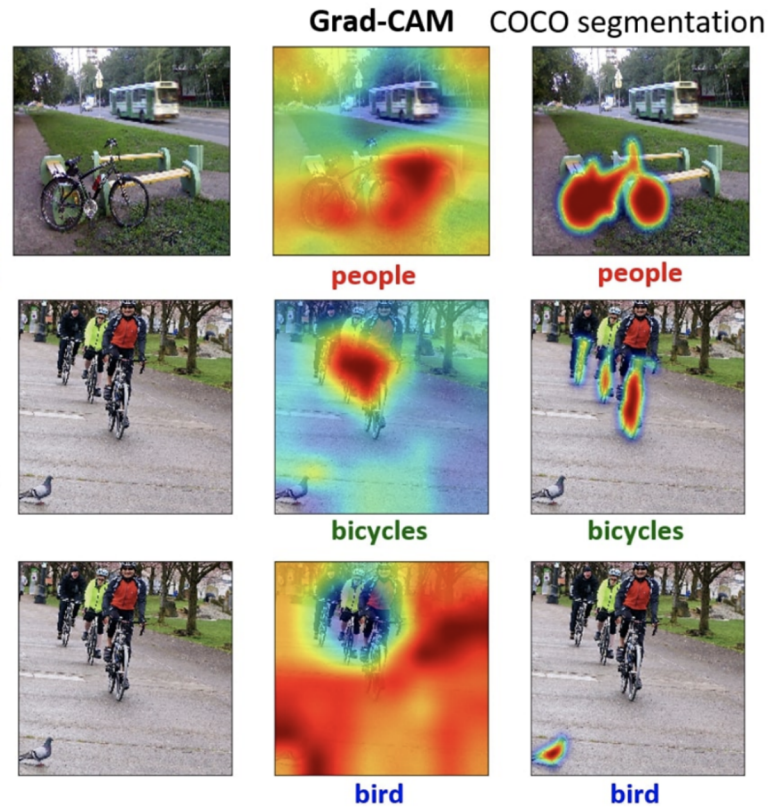 Grad-CAM COCO segmentation
people people
bicycles bicycles
bird bird